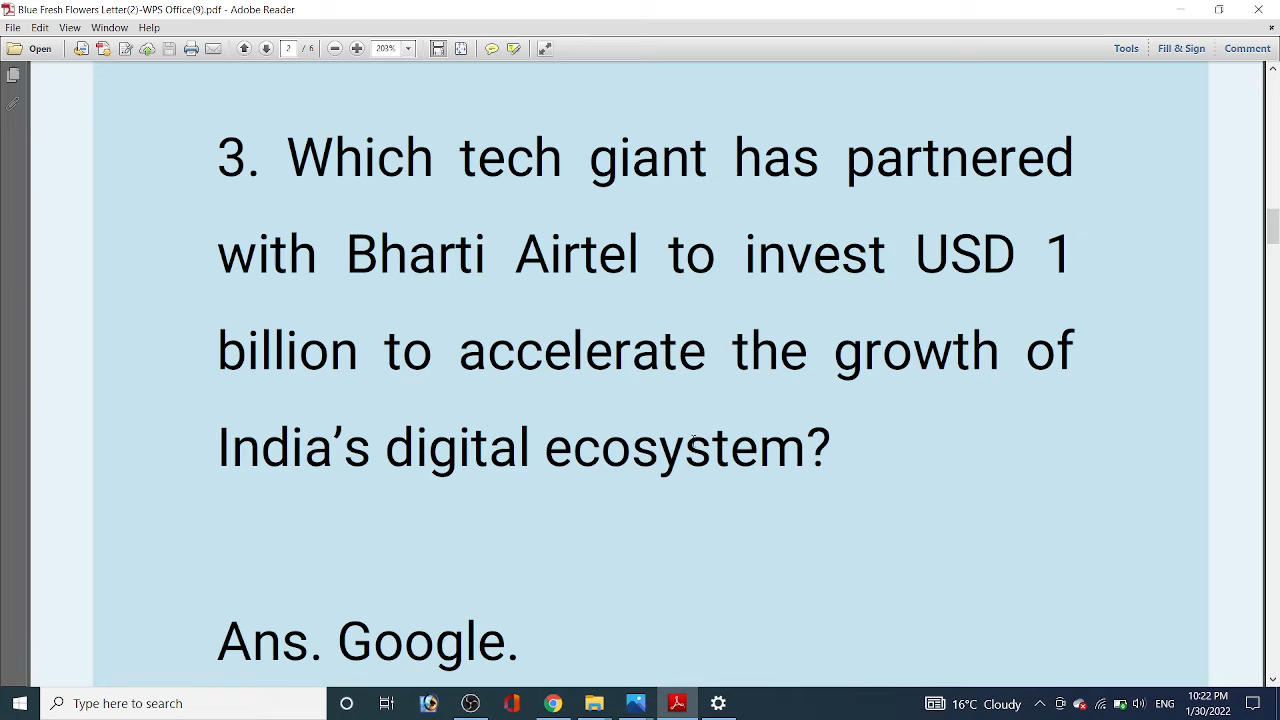 Blue Fresh Flowers Letter(2)-WPS Office(9).pdf - Adobe Reader
File Edit View Window Help
Open 2 / 6 203% Tools Fill & Sign Comment
3. Which tech giant has partnered
with Bharti Airtel to invest USD 1
billion to accelerate the growth of
India’s digital ecosystem?
Ans. Google.
Type here to search 16°C Cloudy ENG 10:22 PM
1/30/2022